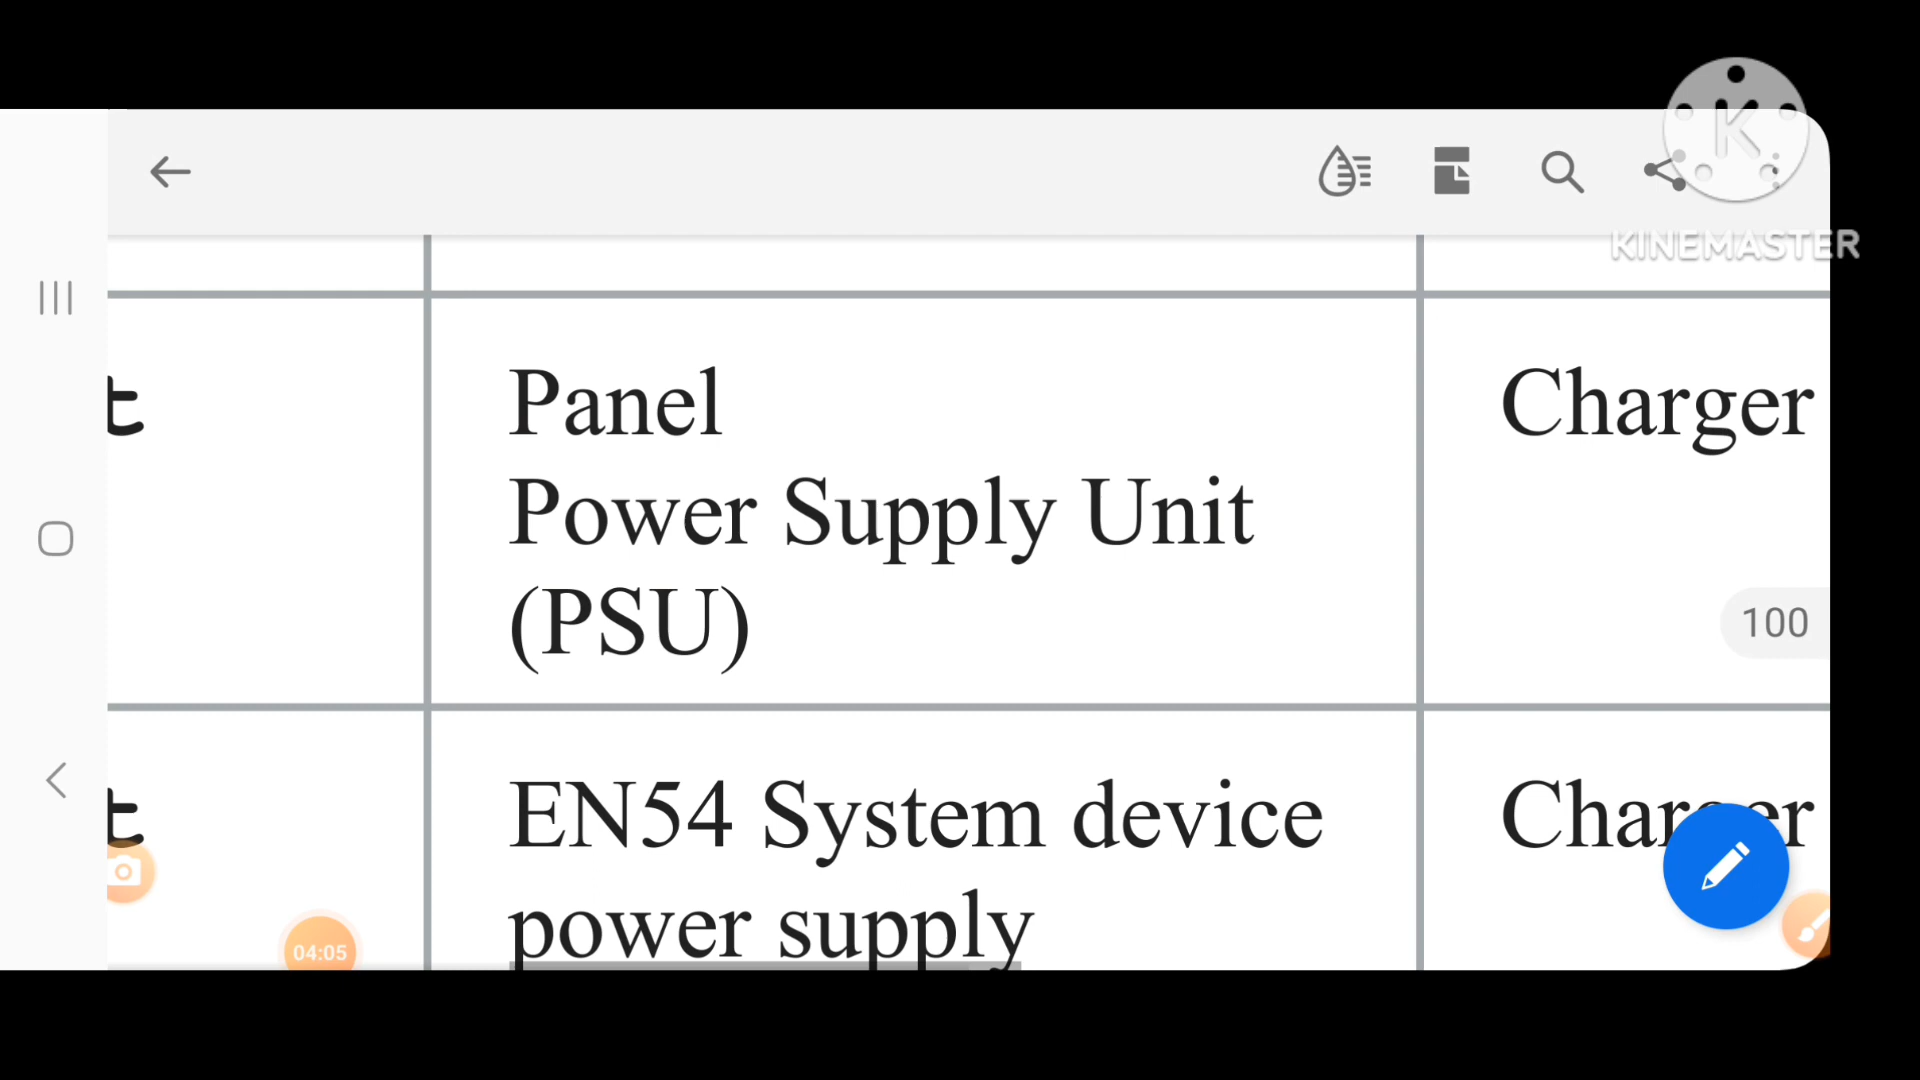 K
KINEMASTER
t
Panel
Power Supply Unit
(PSU)
Charger
100
t
EN54 System device
power supply
04:05